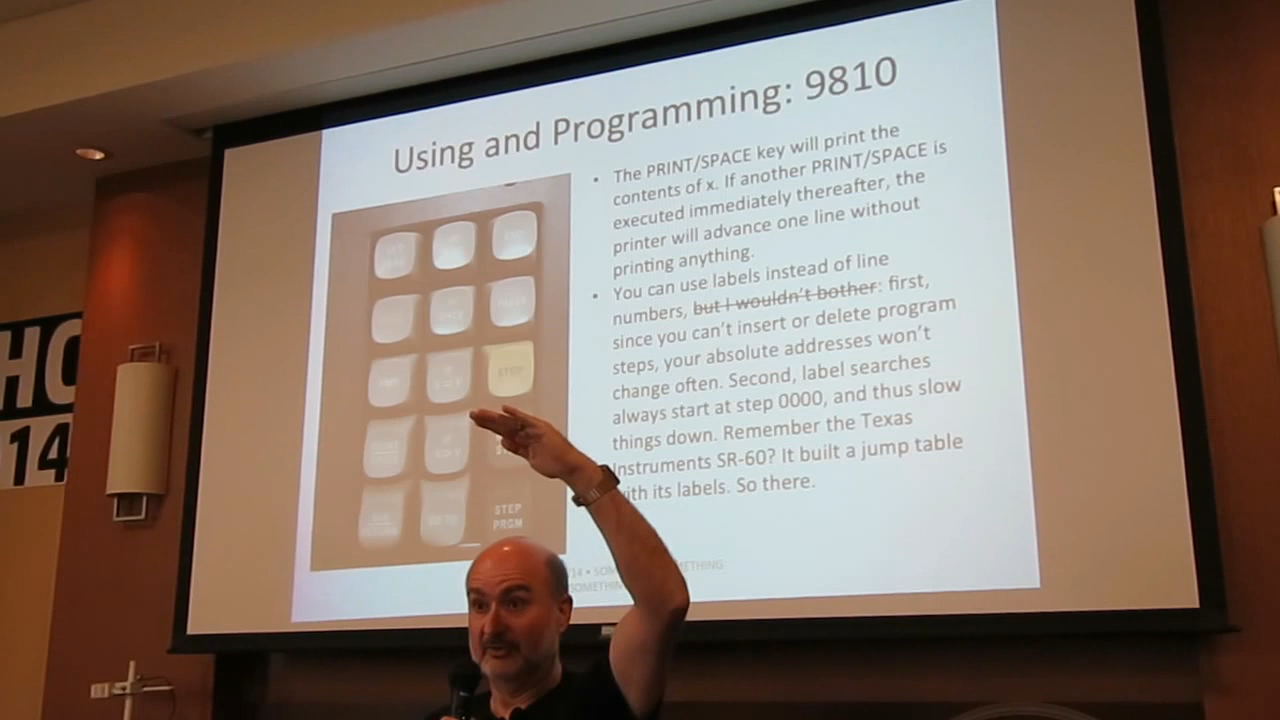 Using and Programming: 9810
• The PRINT/SPACE key will print the
contents of x. If another PRINT/SPACE is
executed immediately thereafter, the
printer will advance one line without
printing anything.
• You can use labels instead of line
numbers, but I wouldn't bother: first,
since you can't insert or delete program
steps, your absolute addresses won't
change often. Second, label searches
always start at step 0000, and thus slow
things down. Remember the Texas
Instruments SR-60? It built a jump table
with its labels. So there.
STOP
STEP
PRGM
14